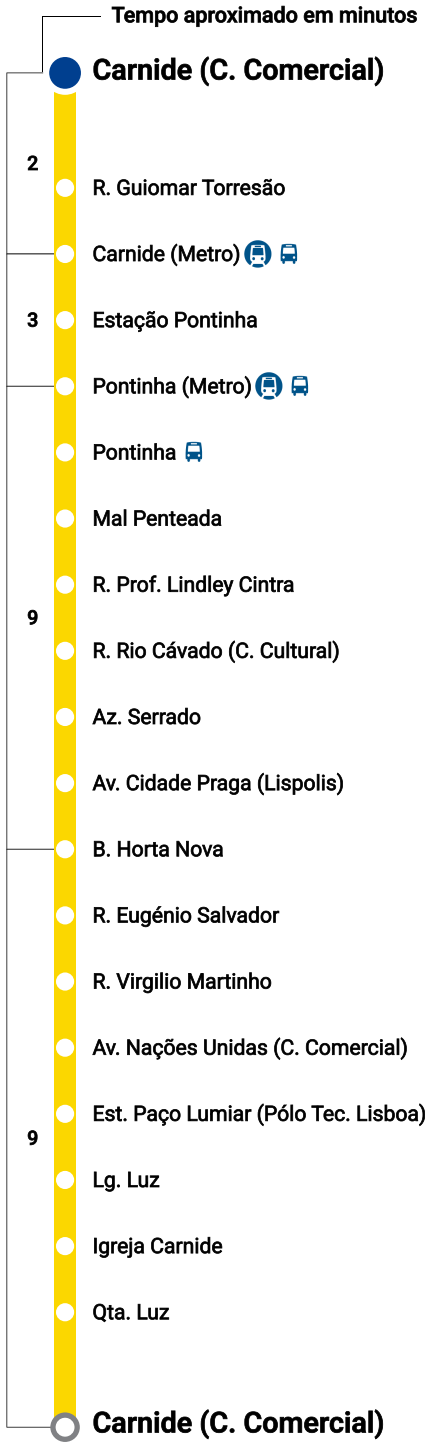 Tempo aproximado em minutos
Carnide (C. Comercial)
2
R. Guiomar Torresão
Carnide (Metro)
3
Estação Pontinha
Pontinha (Metro)
Pontinha
Mal Penteada
R. Prof. Lindley Cintra
9
R. Rio Cávado (C. Cultural)
Az. Serrado
Av. Cidade Praga (Lispolis)
B. Horta Nova
R. Eugénio Salvador
R. Virgilio Martinho
Av. Nações Unidas (C. Comercial)
Est. Paço Lumiar (Pólo Tec. Lisboa)
9
Lg. Luz
Igreja Carnide
Qta. Luz
Carnide (C. Comercial)